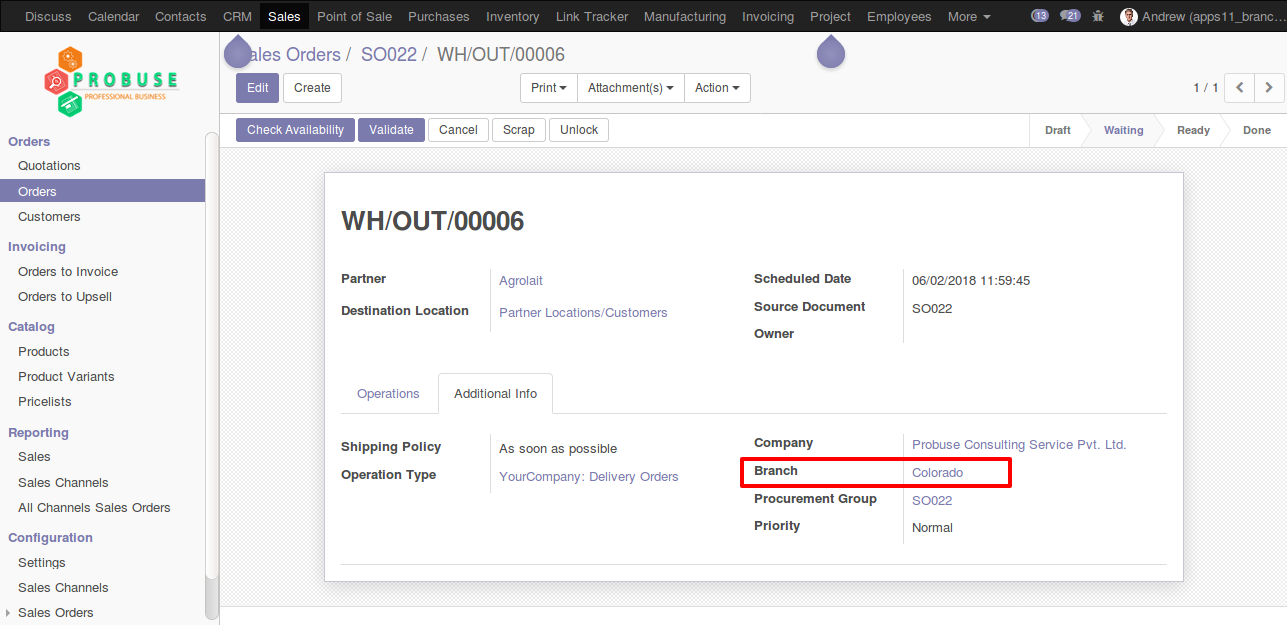 Discuss Calendar Contacts CRM Sales Point of Sale Purchases Inventory Link Tracker Manufacturing Invoicing Project Employees More 13 21 Andrew (apps11_branc...
PROBUSE
PROFESSIONAL BUSINESS
Orders
Quotations
Orders
Customers
Invoicing
Orders to Invoice
Orders to Upsell
Catalog
Products
Product Variants
Pricelists
Reporting
Sales
Sales Channels
All Channels Sales Orders
Configuration
Settings
Sales Channels
Sales Orders
ales Orders / SO022 / WH/OUT/00006
Edit Create Print Attachment(s) Action 1 / 1
Check Availability Validate Cancel Scrap Unlock Draft Waiting Ready Done
WH/OUT/00006
Partner Agrolait
Destination Location Partner Locations/Customers
Scheduled Date 06/02/2018 11:59:45
Source Document SO022
Owner
Operations Additional Info
Shipping Policy As soon as possible
Operation Type YourCompany: Delivery Orders
Company Probuse Consulting Service Pvt. Ltd.
Branch Colorado
Procurement Group SO022
Priority Normal